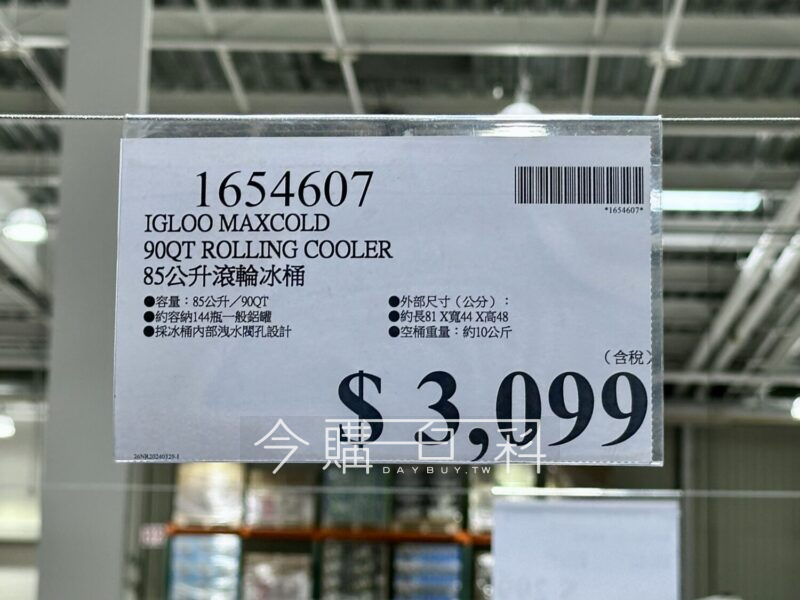 1654607
*1654607*
IGLOO MAXCOLD
90QT ROLLING COOLER
85公升滾輪冰桶
●容量：85公升／90QT
●約容納144瓶一般鋁罐
●採冰桶內部洩水閥孔設計
●外部尺寸（公分）：
●約長81 X寬44 X高48
●空桶重量：約10公斤
（含稅）
$ 3,099
今購百科
DAYBUY.TW